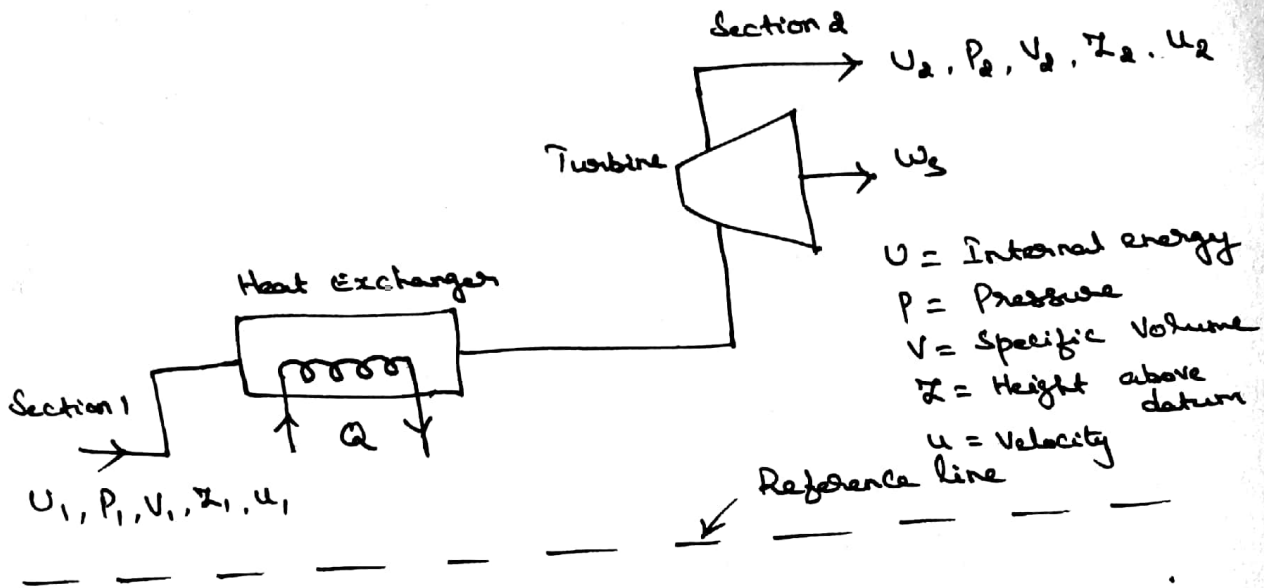 Section 2
U₂, P₂, V₂, Z₂, u₂
Turbine
Ws
Heat Exchanger
U = Internal energy
P = Pressure
V = Specific Volume
Z = Height above
datum
u = Velocity
Section 1
Q
U₁, P₁, V₁, Z₁, u₁
Reference line